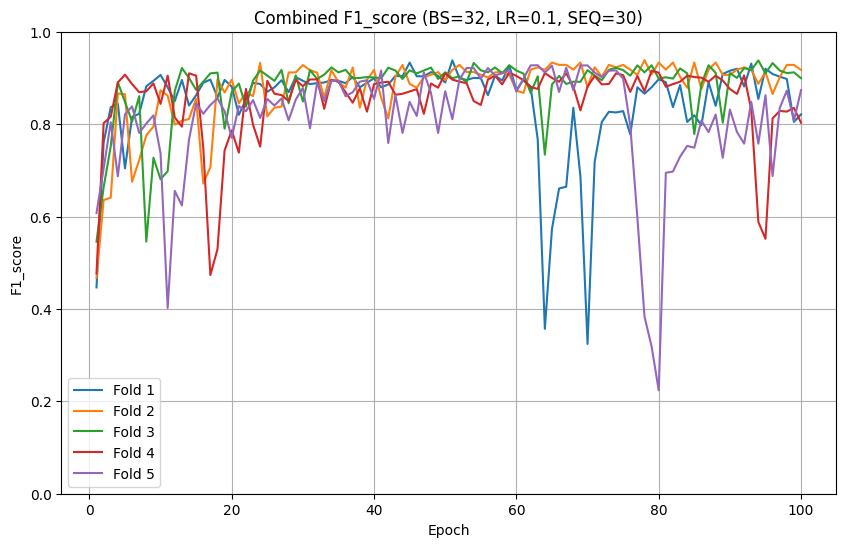 Combined F1_score (BS=32, LR=0.1, SEQ=30)
1.0
0.8
0.6
0.4
0.2
0.0
F1_score
Fold 1
Fold 2
Fold 3
Fold 4
Fold 5
0 20 40 60 80 100
Epoch